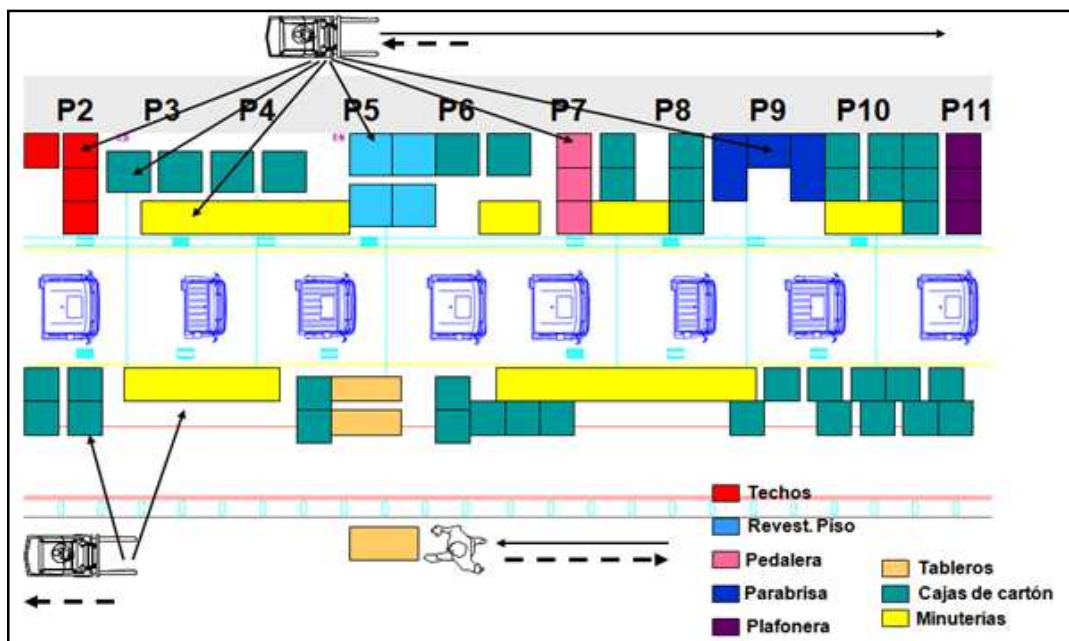 P2 P3 P4 P5 P6 P7 P8 P9 P10 P11
Techos
Revest. Piso
Pedalera
Parabrisa
Plafonera
Tableros
Cajas de cartón
Minuterías